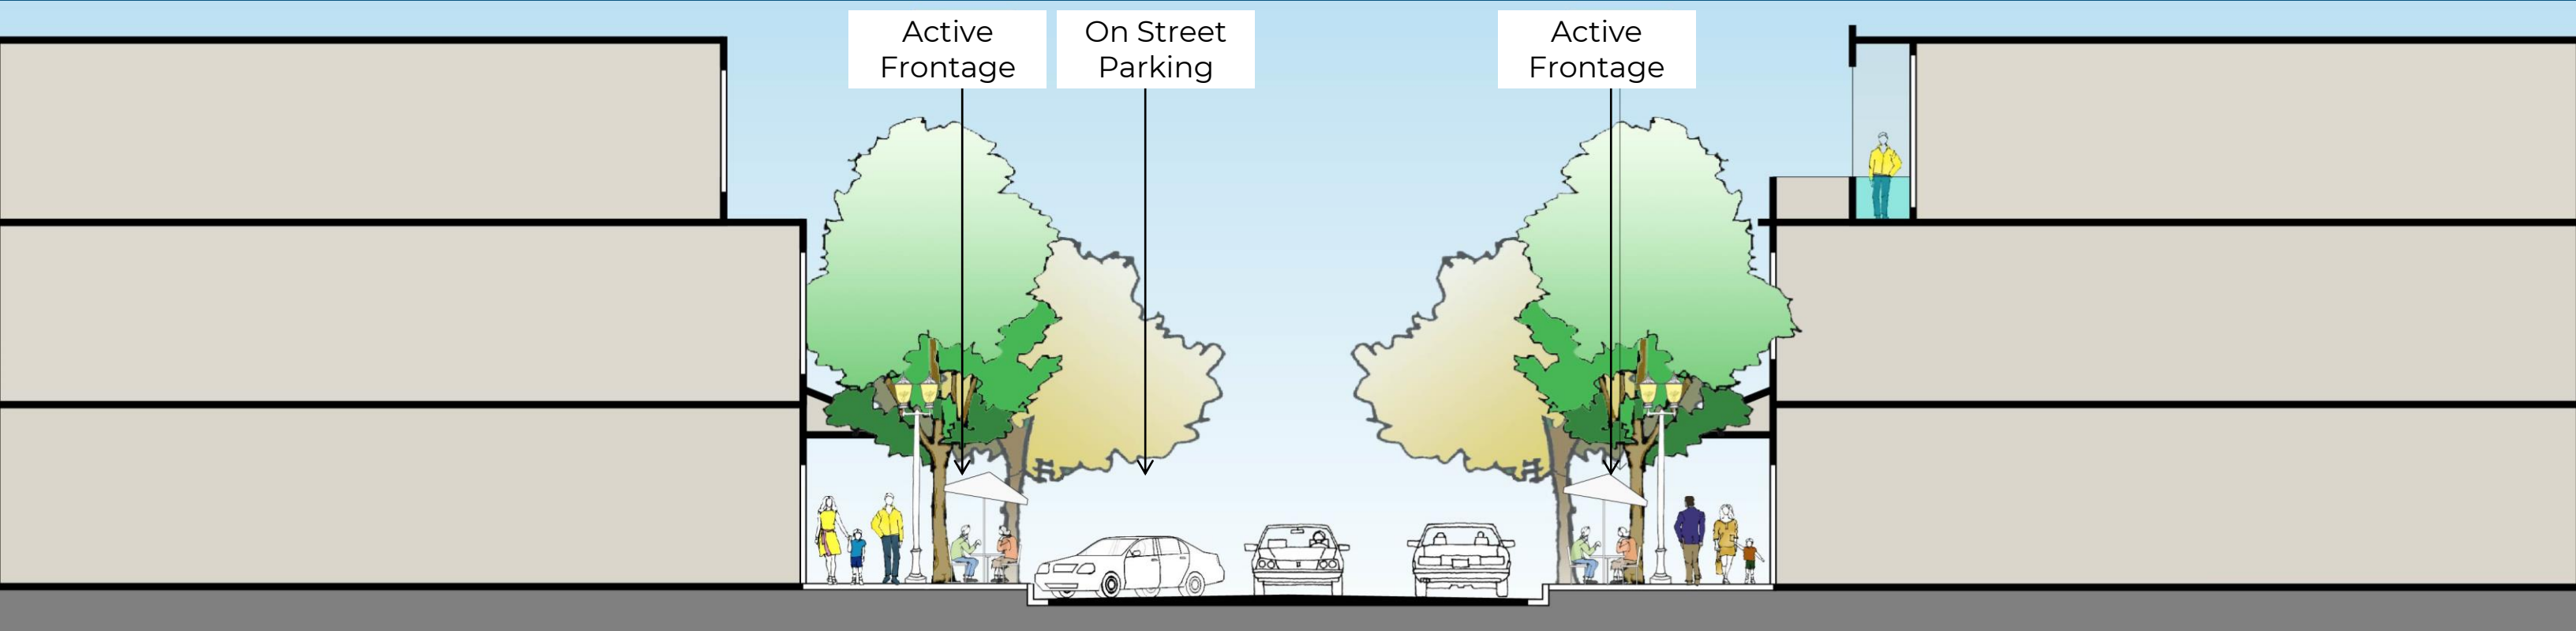 Active
Frontage
On Street
Parking
Active
Frontage